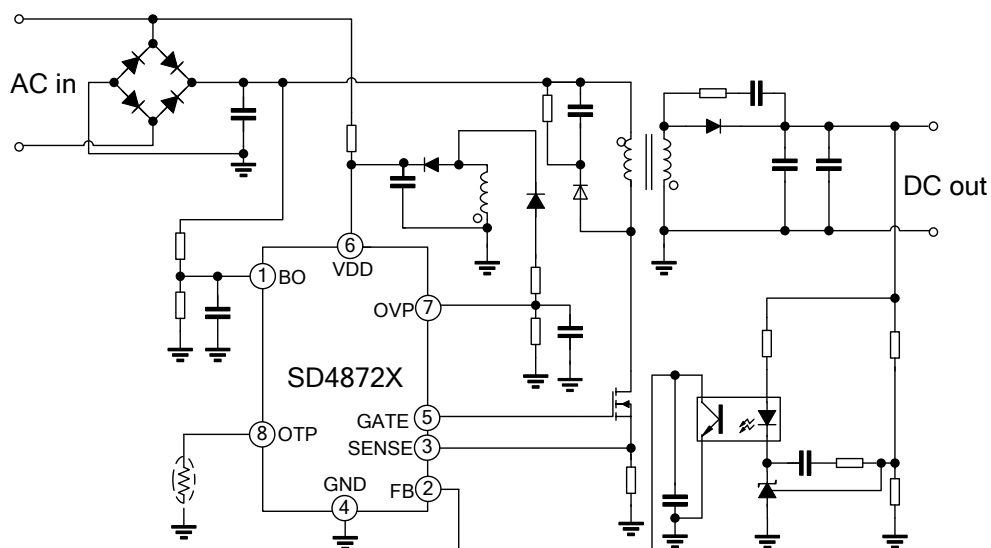 AC in
DC out
6
VDD
1
BO
OVP
7
SD4872X
GATE
5
8
OTP
SENSE
3
GND
FB
2
4